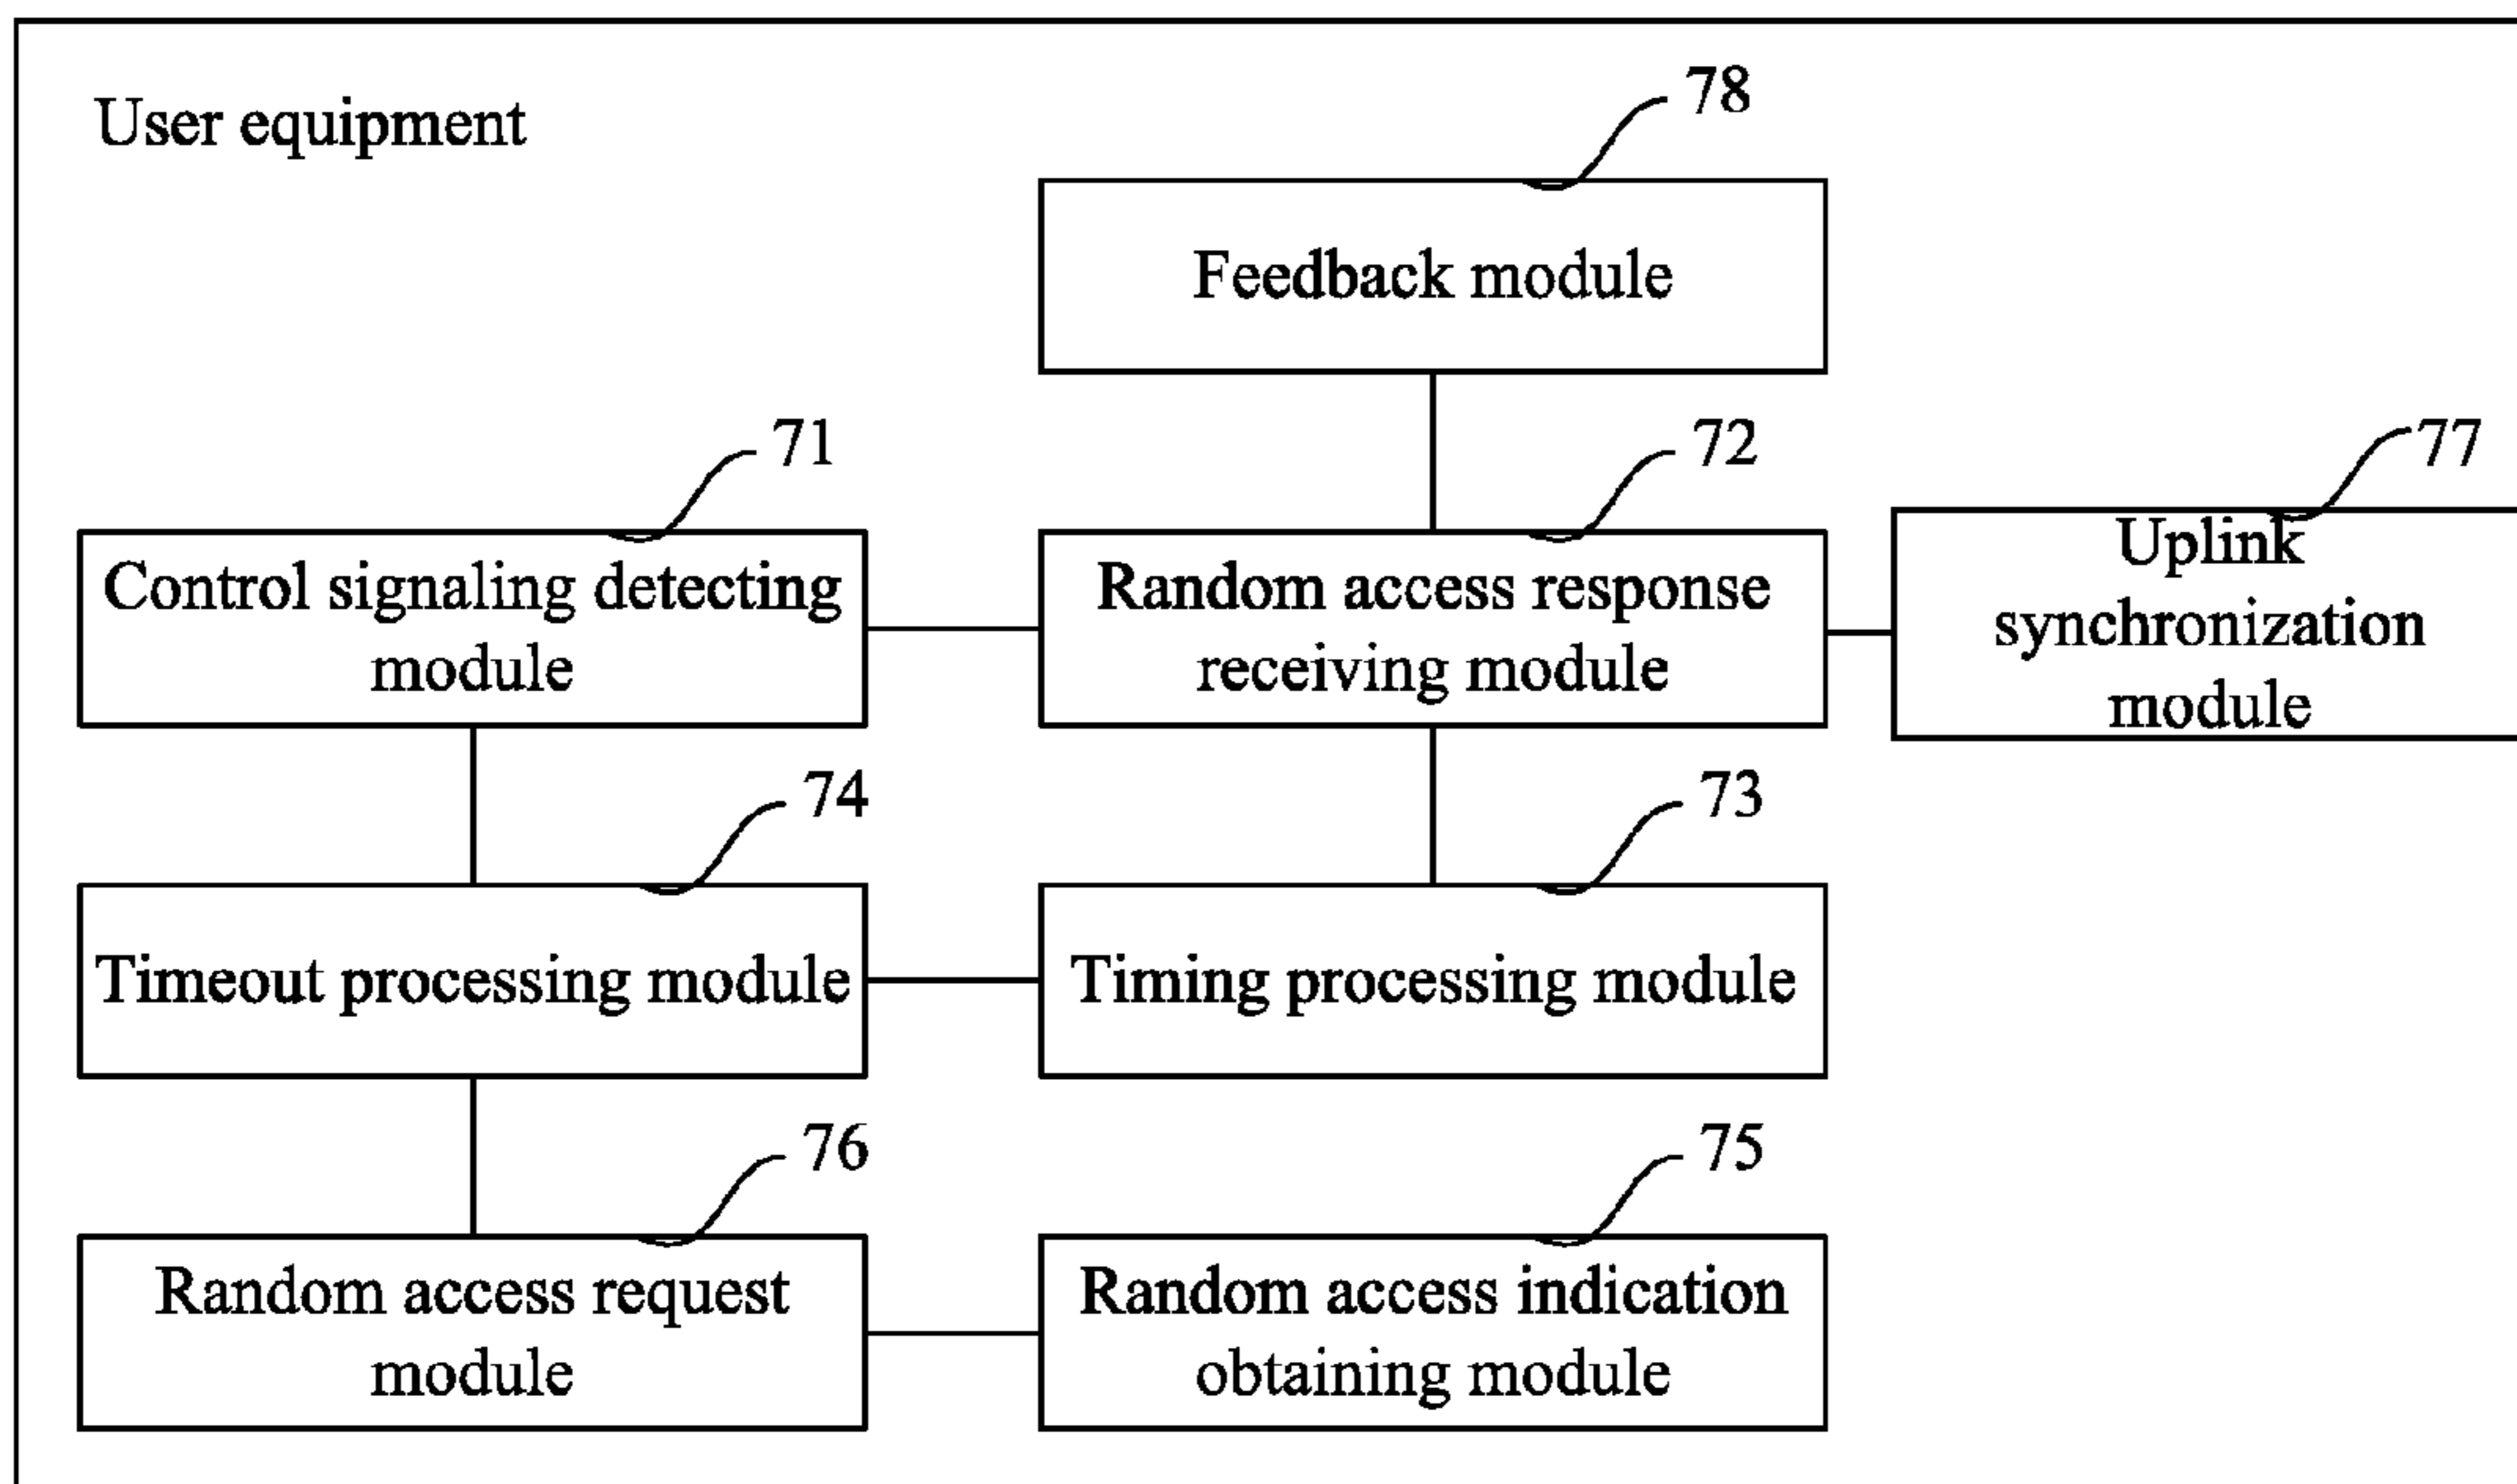 User equipment
78
Feedback module
71
72
77
Control signaling detecting
module
Random access response
receiving module
Uplink
synchronization
module
74
73
Timeout processing module
Timing processing module
76
75
Random access request
module
Random access indication
obtaining module